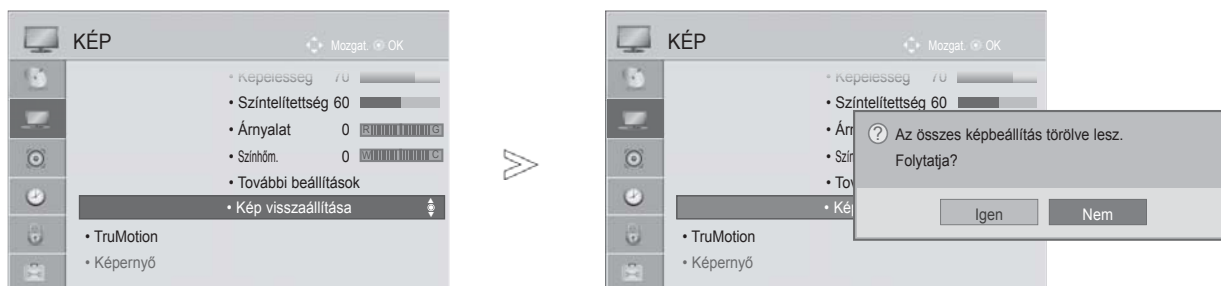 KÉP
Mozgat. OK
• Képélesség 70
• Színtelítettség 60
• Árnyalat 0 R G
• Színhőm. 0 W C
• További beállítások
• Kép visszaállítása
• TruMotion
• Képernyő
KÉP
Mozgat. OK
• Képélesség 70
• Színtelítettség 60
• Árn
• Szín
• Tov
• Kép
• TruMotion
• Képernyő
? Az összes képbeállítás törölve lesz.
Folytatja?
Igen Nem